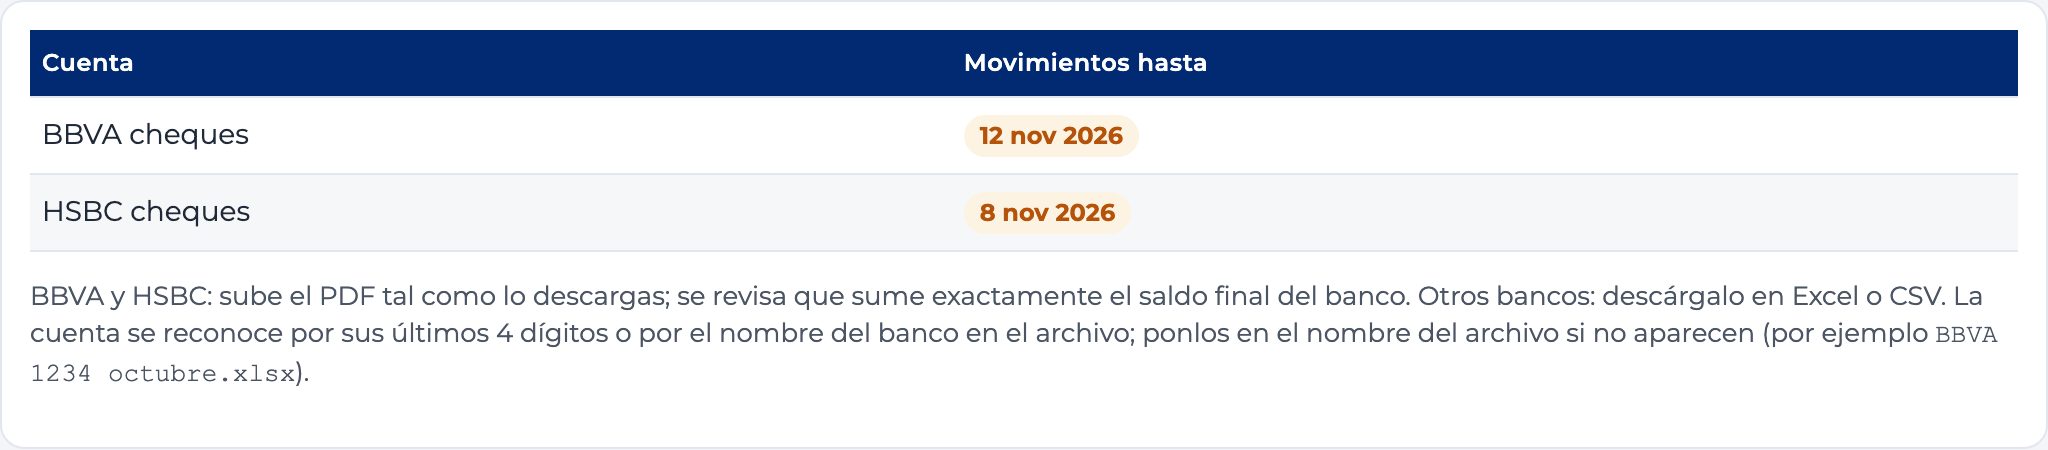 Cuenta Movimientos hasta
BBVA cheques 12 nov 2026
HSBC cheques 8 nov 2026
BBVA y HSBC: sube el PDF tal como lo descargas; se revisa que sume exactamente el saldo final del banco. Otros bancos: descárgalo en Excel o CSV. La
cuenta se reconoce por sus últimos 4 dígitos o por el nombre del banco en el archivo; ponlos en el nombre del archivo si no aparecen (por ejemplo BBVA
1234 octubre.xlsx).